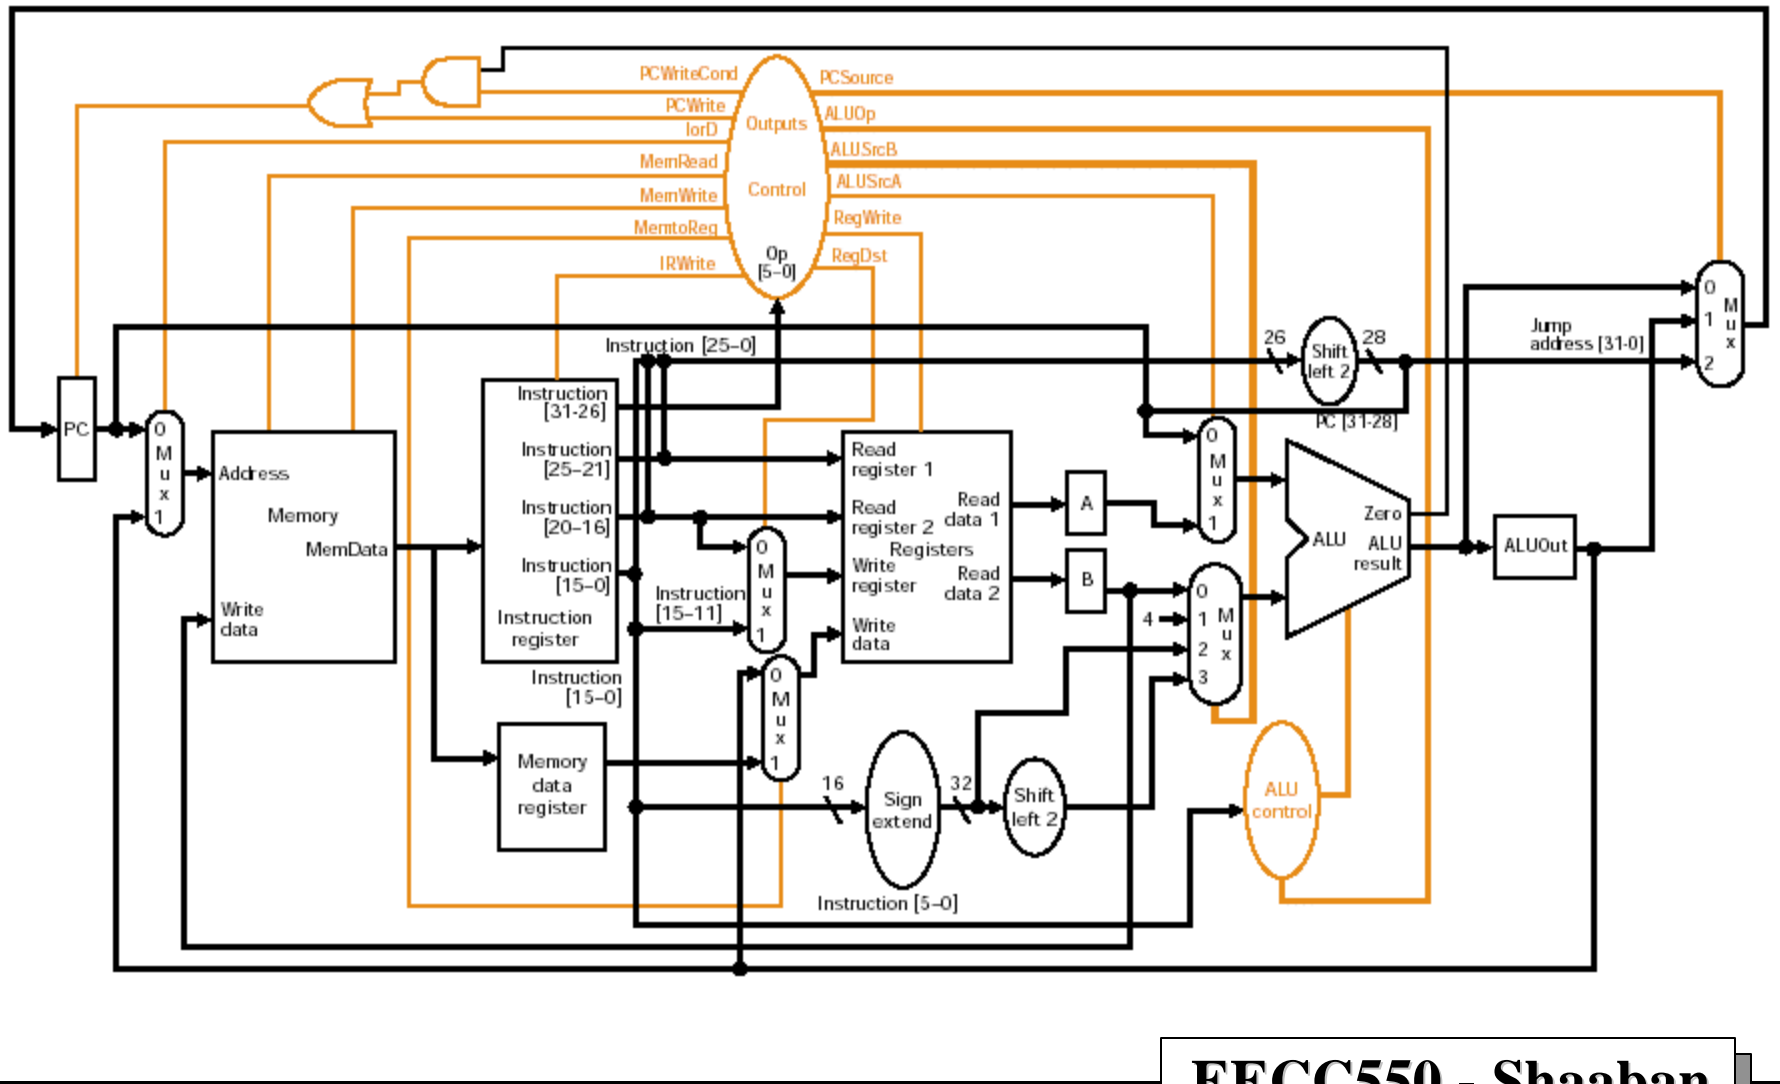 PCWriteCond
PCSource
PCWrite
ALUOp
IorD
Outputs
ALUSrcB
MemRead
ALUSrcA
Control
MemWrite
RegWrite
MemtoReg
RegDst
Op
[5–0]
IRWrite
0
M
u
x
1
2
Jump
address [31-0]
Instruction [25–0]
26
Shift
left 2
28
PC [31-28]
PC
0
M
u
x
1
Address
Memory
MemData
Write
data
Instruction
[31-26]
Instruction
[25–21]
Instruction
[20–16]
Instruction
[15–0]
Instruction
register
Instruction
[15–0]
Instruction
[15–11]
0
M
u
x
1
Read
register 1
Read
register 2
Registers
Write
register
Write
data
Read
data 1
Read
data 2
A
B
0
M
u
x
1
4
0
1
2
3
M
u
x
Zero
ALU
ALU
result
ALUOut
0
M
u
x
1
Memory
data
register
16
Sign
extend
32
Shift
left 2
ALU
control
Instruction [5–0]
EECC550 - Shaaban